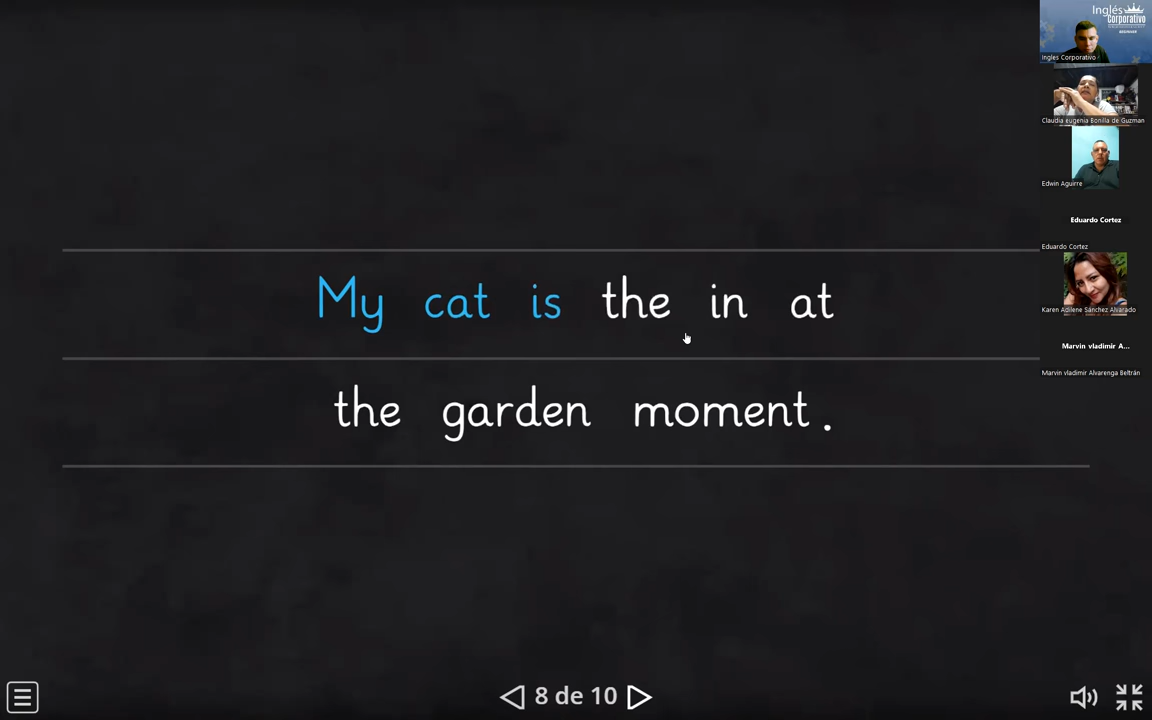 Inglés
Corporativo
BEGINNER
Ingles Corporativo
Claudia eugenia Bonilla de Guzman
Edwin Aguirre
Eduardo Cortez
Eduardo Cortez
Karen Adilene Sánchez Alvarado
Marvin vladimir A...
Marvin vladimir Alvarenga Beltrán
My cat is the in at
the garden moment .
8 de 10